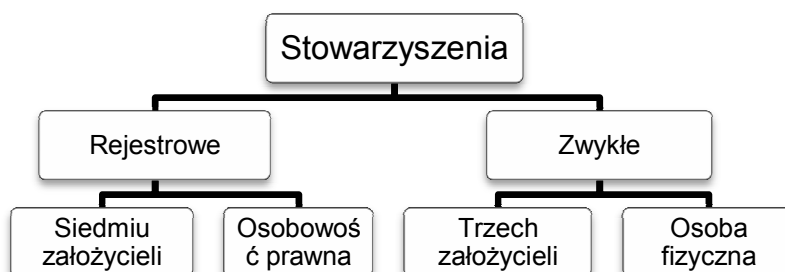 Stowarzyszenia
Rejestrowe
Zwykłe
Siedmiu
założycieli
Osobowoś
ć prawna
Trzech
założycieli
Osoba
fizyczna